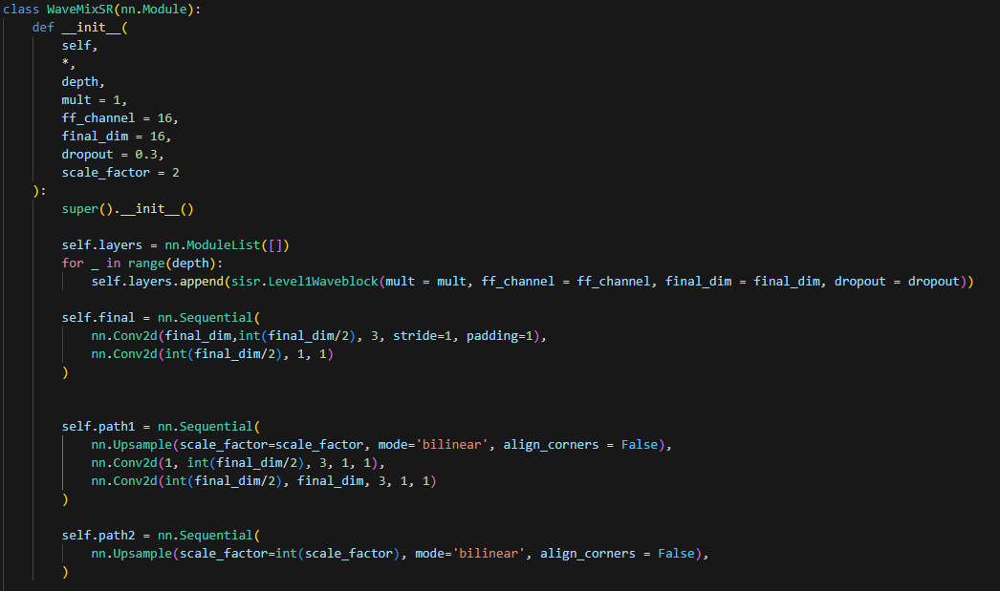 class WaveMixSR(nn.Module):
    def __init__(
        self,
        *,
        depth,
        mult = 1,
        ff_channel = 16,
        final_dim = 16,
        dropout = 0.3,
        scale_factor = 2
    ):
        super().__init__()

        self.layers = nn.ModuleList([])
        for _ in range(depth):
            self.layers.append(sisr.Level1Waveblock(mult = mult, ff_channel = ff_channel, final_dim = final_dim, dropout = dropout))

        self.final = nn.Sequential(
            nn.Conv2d(final_dim,int(final_dim/2), 3, stride=1, padding=1),
            nn.Conv2d(int(final_dim/2), 1, 1)
        )


        self.path1 = nn.Sequential(
            nn.Upsample(scale_factor=scale_factor, mode='bilinear', align_corners = False),
            nn.Conv2d(1, int(final_dim/2), 3, 1, 1),
            nn.Conv2d(int(final_dim/2), final_dim, 3, 1, 1)
        )

        self.path2 = nn.Sequential(
            nn.Upsample(scale_factor=int(scale_factor), mode='bilinear', align_corners = False),
        )